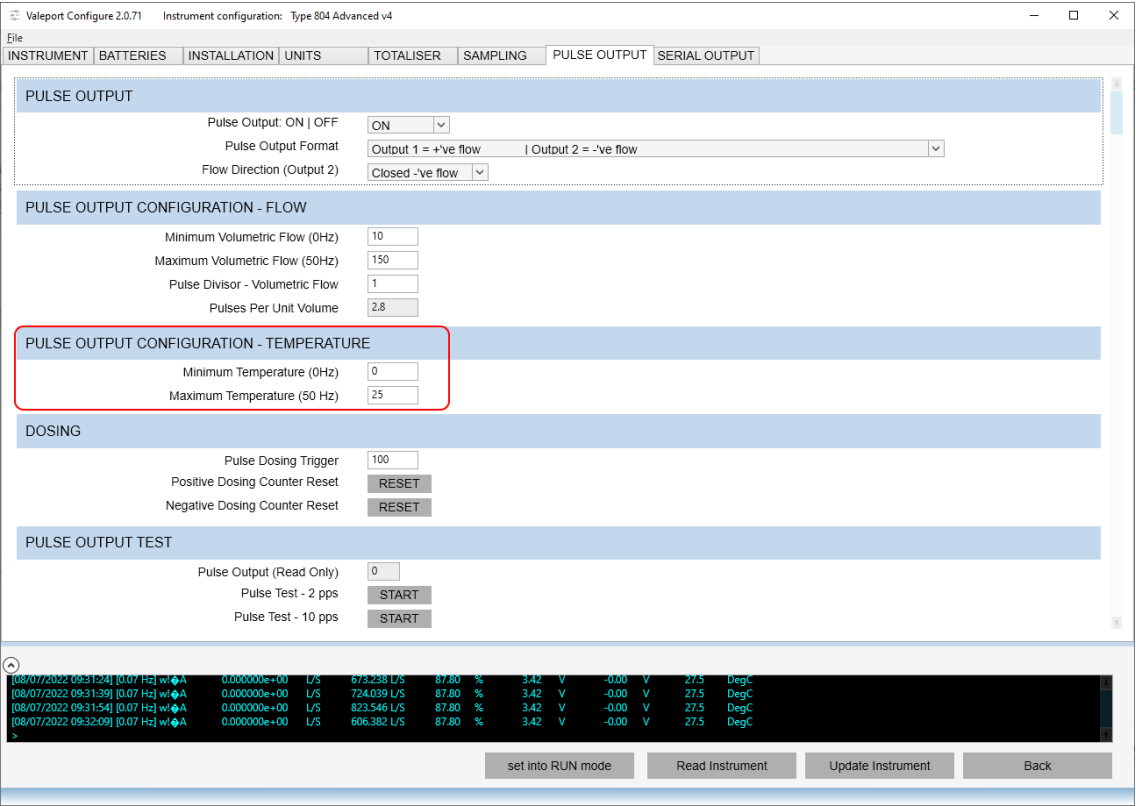 Valeport Configure 2.0.71 Instrument configuration: Type 804 Advanced v4
File
INSTRUMENT BATTERIES INSTALLATION UNITS TOTALISER SAMPLING PULSE OUTPUT SERIAL OUTPUT
PULSE OUTPUT
Pulse Output: ON | OFF ON
Pulse Output Format Output 1 = +'ve flow | Output 2 = -'ve flow
Flow Direction (Output 2) Closed -'ve flow
PULSE OUTPUT CONFIGURATION - FLOW
Minimum Volumetric Flow (0Hz) 10
Maximum Volumetric Flow (50Hz) 150
Pulse Divisor - Volumetric Flow 1
Pulses Per Unit Volume 2.8
PULSE OUTPUT CONFIGURATION - TEMPERATURE
Minimum Temperature (0Hz) 0
Maximum Temperature (50 Hz) 25
DOSING
Pulse Dosing Trigger 100
Positive Dosing Counter Reset RESET
Negative Dosing Counter Reset RESET
PULSE OUTPUT TEST
Pulse Output (Read Only) 0
Pulse Test - 2 pps START
Pulse Test - 10 pps START
[08/07/2022 09:31:24] [0.07 Hz] w!�A 0.000000e+00 L/S 673.238 L/S 87.80 % 3.42 V -0.00 V 27.5 DegC
[08/07/2022 09:31:39] [0.07 Hz] w!�A 0.000000e+00 L/S 724.039 L/S 87.80 % 3.42 V -0.00 V 27.5 DegC
[08/07/2022 09:31:54] [0.07 Hz] w!�A 0.000000e+00 L/S 823.546 L/S 87.80 % 3.42 V -0.00 V 27.5 DegC
[08/07/2022 09:32:09] [0.07 Hz] w!�A 0.000000e+00 L/S 606.382 L/S 87.80 % 3.42 V -0.00 V 27.5 DegC
>
set into RUN mode Read Instrument Update Instrument Back